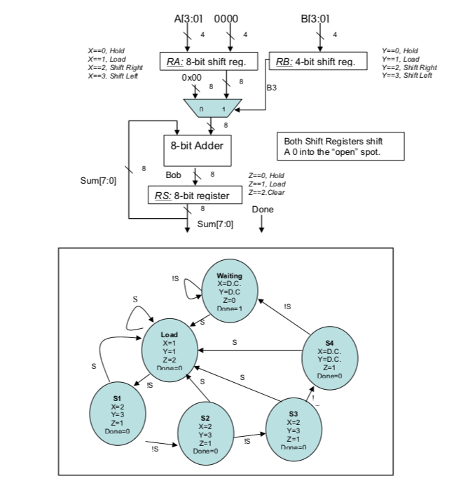 A[3:0] 0000 B[3:0]
4 4 4
X==0, Hold
X==1, Load
X==2, Shift Right
X==3, Shift Left
RA: 8-bit shift reg.
RB: 4-bit shift reg.
Y==0, Hold
Y==1, Load
Y==2, Shift Right
Y==3, Shift Left
0x00
8 8
B3
0 1
8
8-bit Adder
Both Shift Registers shift
A 0 into the "open" spot.
8
Sum[7:0]
Bob 8
Z==0, Hold
Z==1, Load
Z==2.Clear
RS: 8-bit register
8
Done
Sum[7:0]
Waiting
X=D.C.
Y=D.C
Z=0
Done=1
!S
!S
S
S
Load
X=1
Y=1
Z=2
Done=0
S
S4
X=D.C.
Y=D.C.
Z=1
Done=0
S
!S
S
S
!
S1
X=2
Y=3
Z=1
Done=0
S2
X=2
Y=3
Z=1
Done=0
S3
X=2
Y=3
Z=1
Done=0
!S
!S